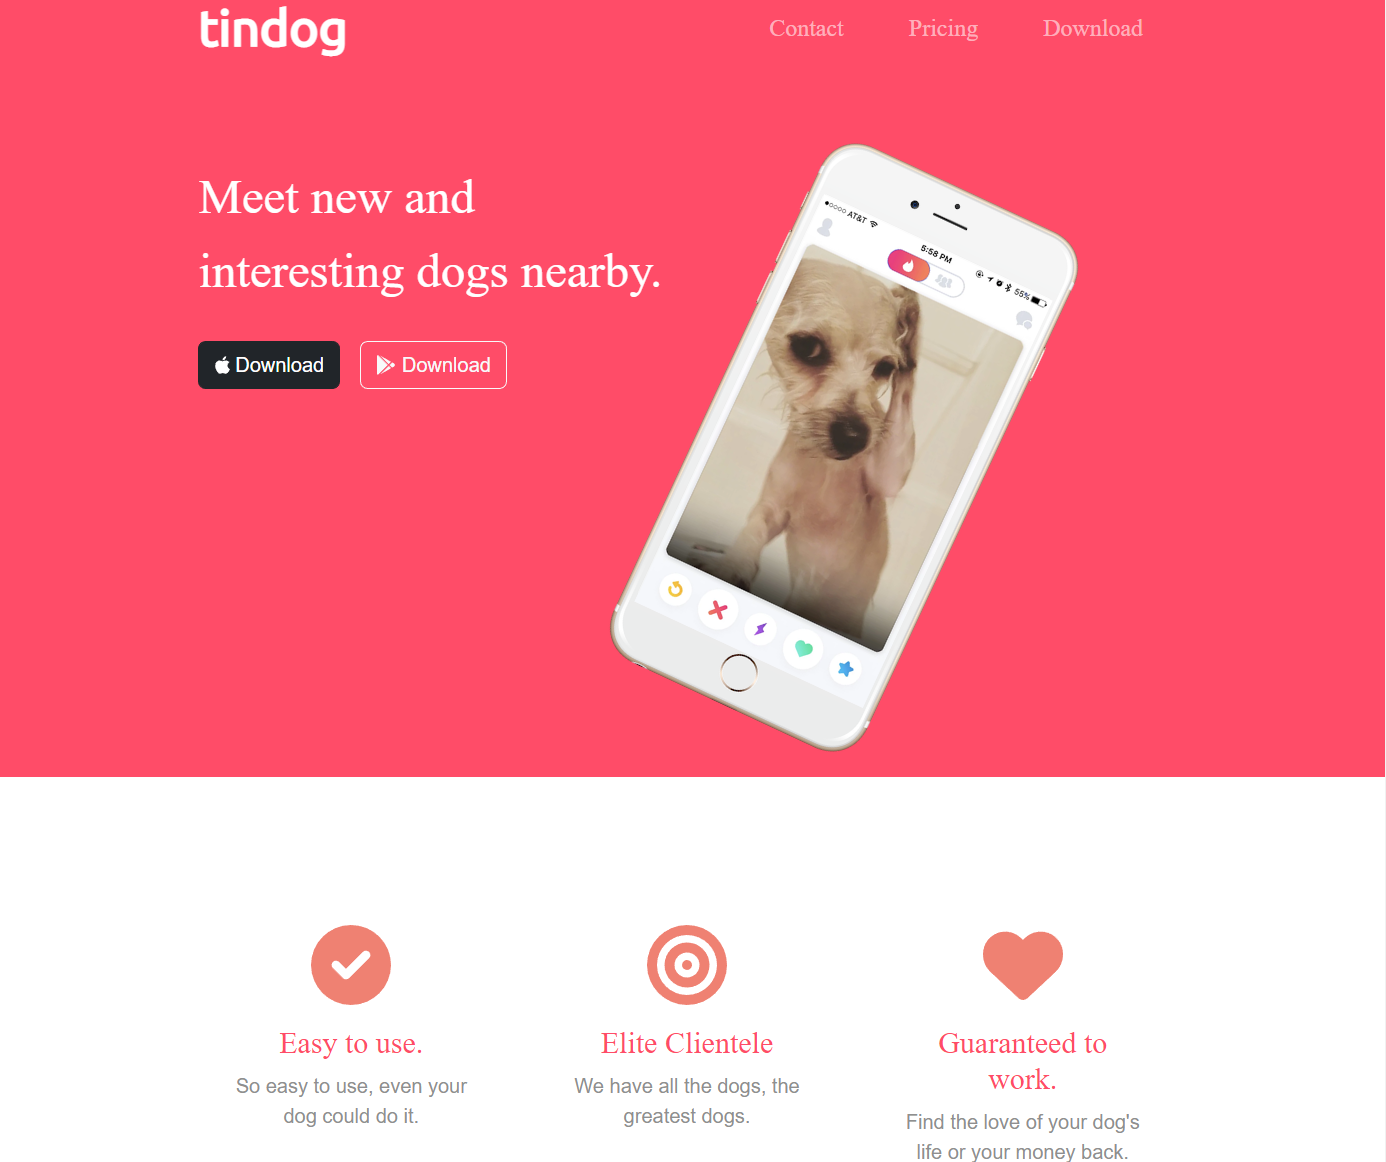 tindog
Contact Pricing Download
Meet new and
interesting dogs nearby.
Download Download
AT&T
5:58 PM
55%
Easy to use.
So easy to use, even your
dog could do it.
Elite Clientele
We have all the dogs, the
greatest dogs.
Guaranteed to
work.
Find the love of your dog's
life or your money back.